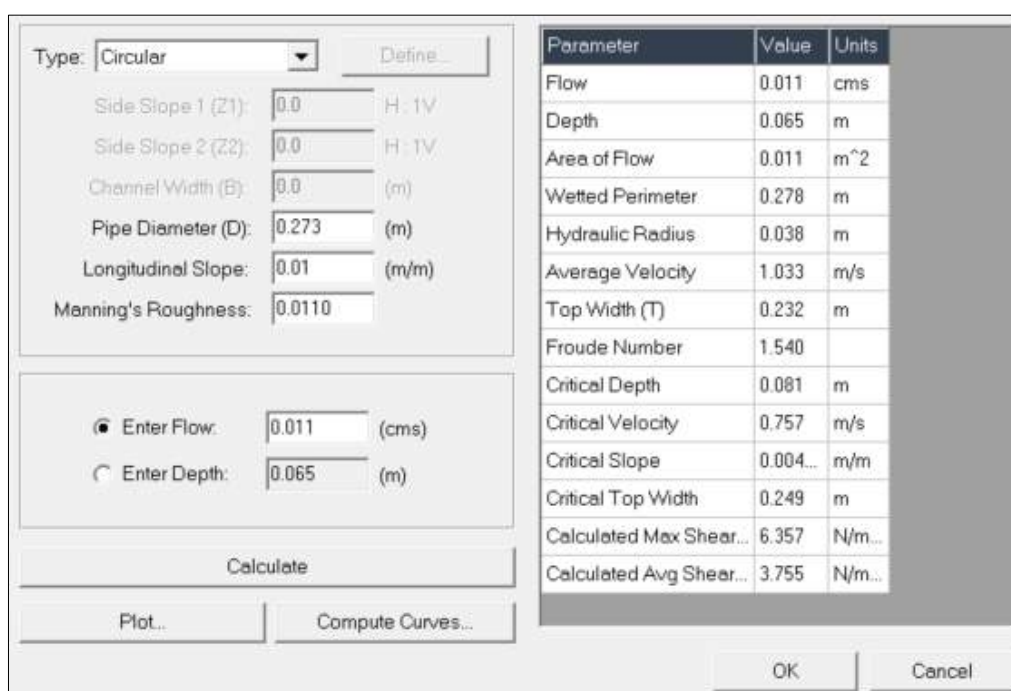 Type: Circular Define...
Side Slope 1 (Z1): 0.0 H : 1V
Side Slope 2 (Z2): 0.0 H : 1V
Channel Width (B): 0.0 (m)
Pipe Diameter (D): 0.273 (m)
Longitudinal Slope: 0.01 (m/m)
Manning's Roughness: 0.0110
Enter Flow: 0.011 (cms)
Enter Depth: 0.065 (m)
Calculate
Plot... Compute Curves...
Parameter Value Units
Flow 0.011 cms
Depth 0.065 m
Area of Flow 0.011 m^2
Wetted Perimeter 0.278 m
Hydraulic Radius 0.038 m
Average Velocity 1.033 m/s
Top Width (T) 0.232 m
Froude Number 1.540
Critical Depth 0.081 m
Critical Velocity 0.757 m/s
Critical Slope 0.004... m/m
Critical Top Width 0.249 m
Calculated Max Shear... 6.357 N/m...
Calculated Avg Shear... 3.755 N/m...
OK Cancel